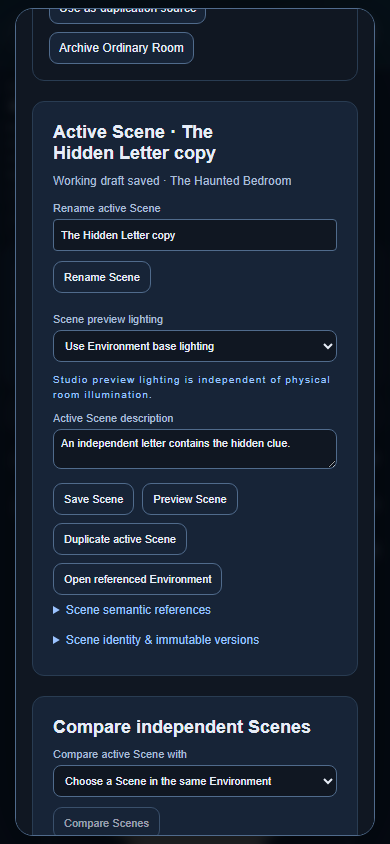 Use as duplication source
Archive Ordinary Room
Active Scene · The
Hidden Letter copy
Working draft saved · The Haunted Bedroom
Rename active Scene
The Hidden Letter copy
Rename Scene
Scene preview lighting
Use Environment base lighting
Studio preview lighting is independent of physical
room illumination.
Active Scene description
An independent letter contains the hidden clue.
Save Scene Preview Scene
Duplicate active Scene
Open referenced Environment
Scene semantic references
Scene identity & immutable versions
Compare independent Scenes
Compare active Scene with
Choose a Scene in the same Environment
Compare Scenes